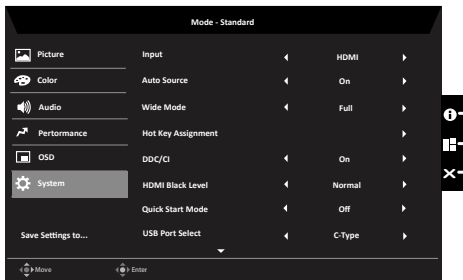 Mode - Standard
Picture
Color
Audio
Pertormance
OSD
System
Save Settings to...
Input HDMI
Auto Source On
Wide Mode Full
Hot Key Assignment
DDC/CI On
HDMI Black Level Normal
Quick Start Mode Off
USB Port Select C-Type
Move Enter